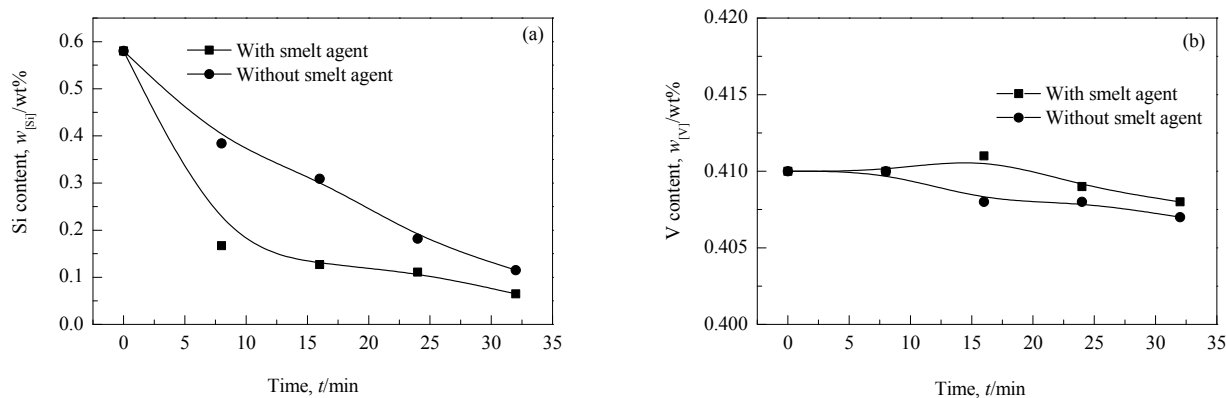 (a)
With smelt agent
Without smelt agent
Si content, w[Si]/wt%
0.6
0.5
0.4
0.3
0.2
0.1
0.0
0 5 10 15 20 25 30 35
Time, t/min
(b)
With smelt agent
Without smelt agent
V content, w[V]/wt%
0.420
0.415
0.410
0.405
0.400
0 5 10 15 20 25 30 35
Time, t/min